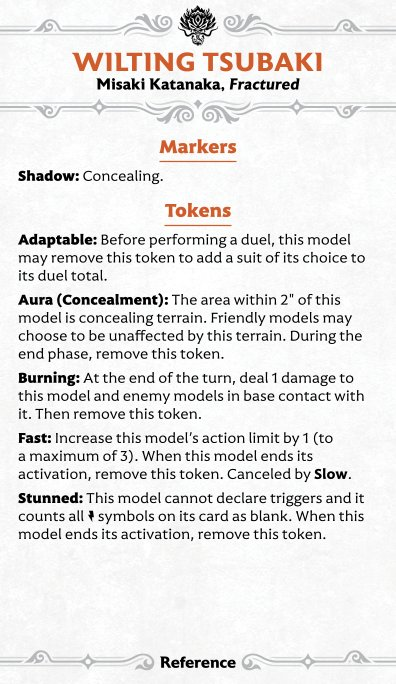 WILTING TSUBAKI
Misaki Katanaka, Fractured
Markers
Shadow: Concealing.
Tokens
Adaptable: Before performing a duel, this model
may remove this token to add a suit of its choice to
its duel total.
Aura (Concealment): The area within 2" of this
model is concealing terrain. Friendly models may
choose to be unaffected by this terrain. During the
end phase, remove this token.
Burning: At the end of the turn, deal 1 damage to
this model and enemy models in base contact with
it. Then remove this token.
Fast: Increase this model's action limit by 1 (to
a maximum of 3). When this model ends its
activation, remove this token. Canceled by Slow.
Stunned: This model cannot declare triggers and it
counts all symbols on its card as blank. When this
model ends its activation, remove this token.
Reference